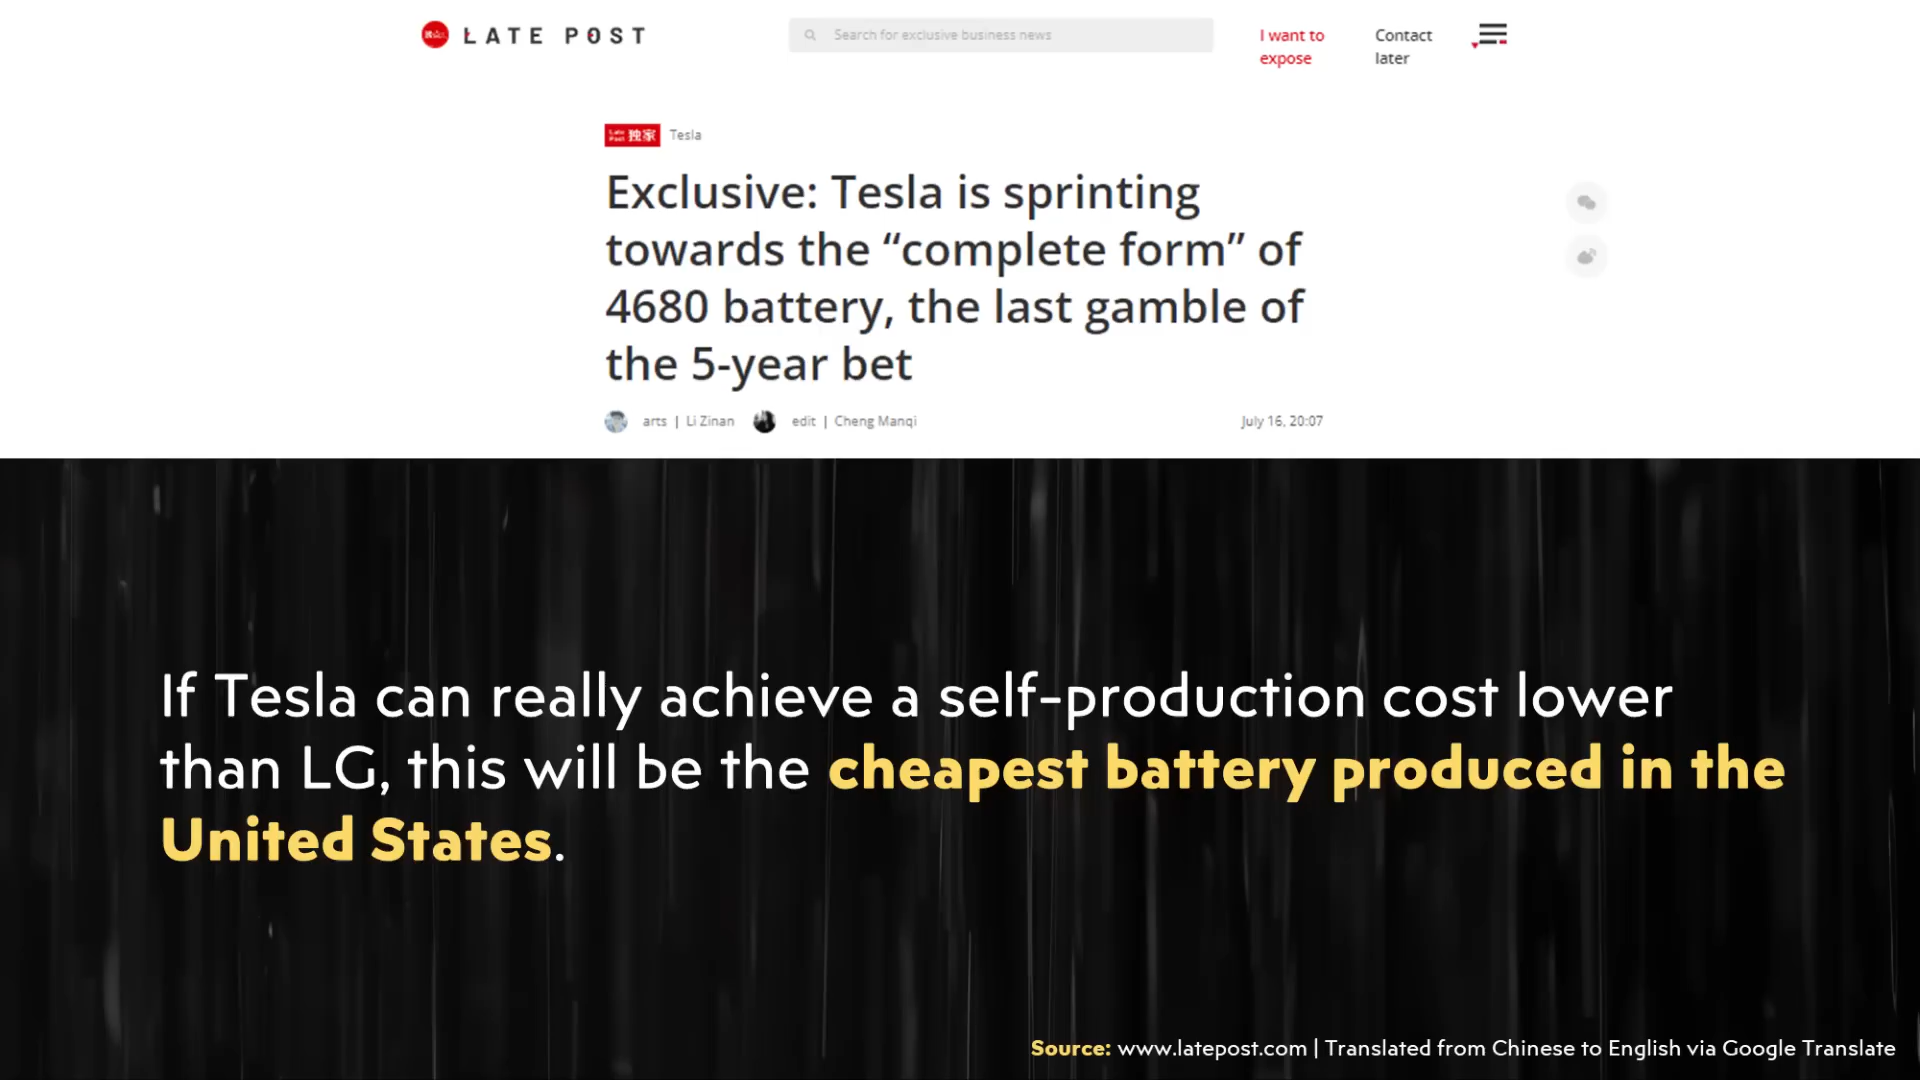 LATE POST
Search for exclusive business news
I want to
expose
Contact
later
Late
Post 独家 Tesla
Exclusive: Tesla is sprinting
towards the “complete form” of
4680 battery, the last gamble of
the 5-year bet
arts | Li Zinan edit | Cheng Manqi July 16, 20:07
If Tesla can really achieve a self-production cost lower
than LG, this will be the cheapest battery produced in the
United States.
Source: www.latepost.com | Translated from Chinese to English via Google Translate